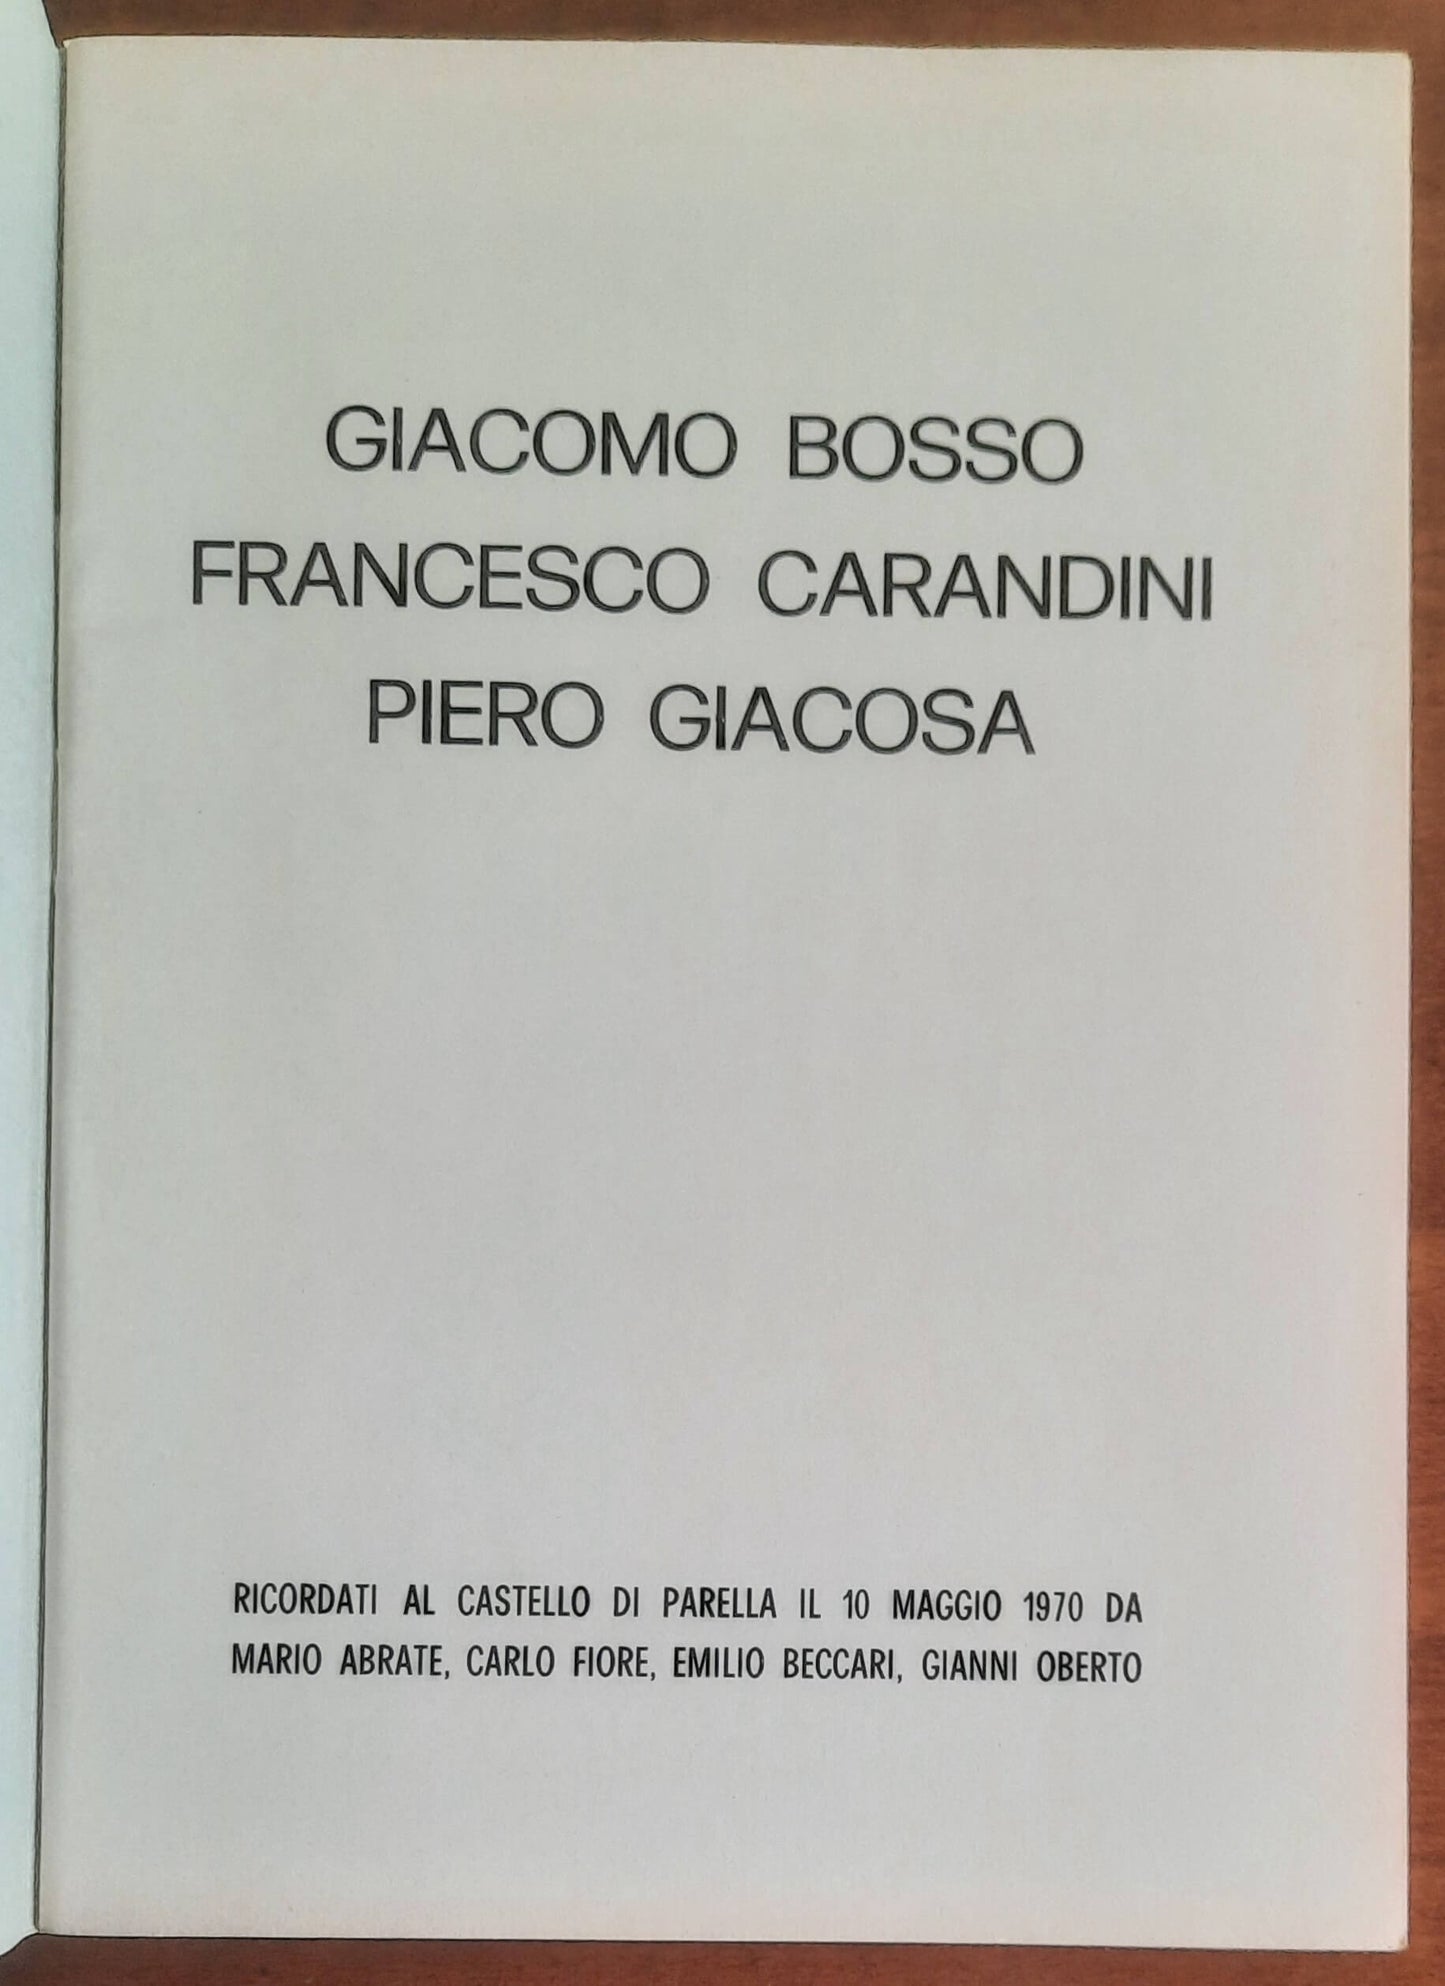 GIACOMO BOSSO
FRANCESCO CARANDINI
PIERO GIACOSA
RICORDATI AL CASTELLO DI PARELLA IL 10 MAGGIO 1970 DA
MARIO ABRATE, CARLO FIORE, EMILIO BECCARI, GIANNI OBERTO